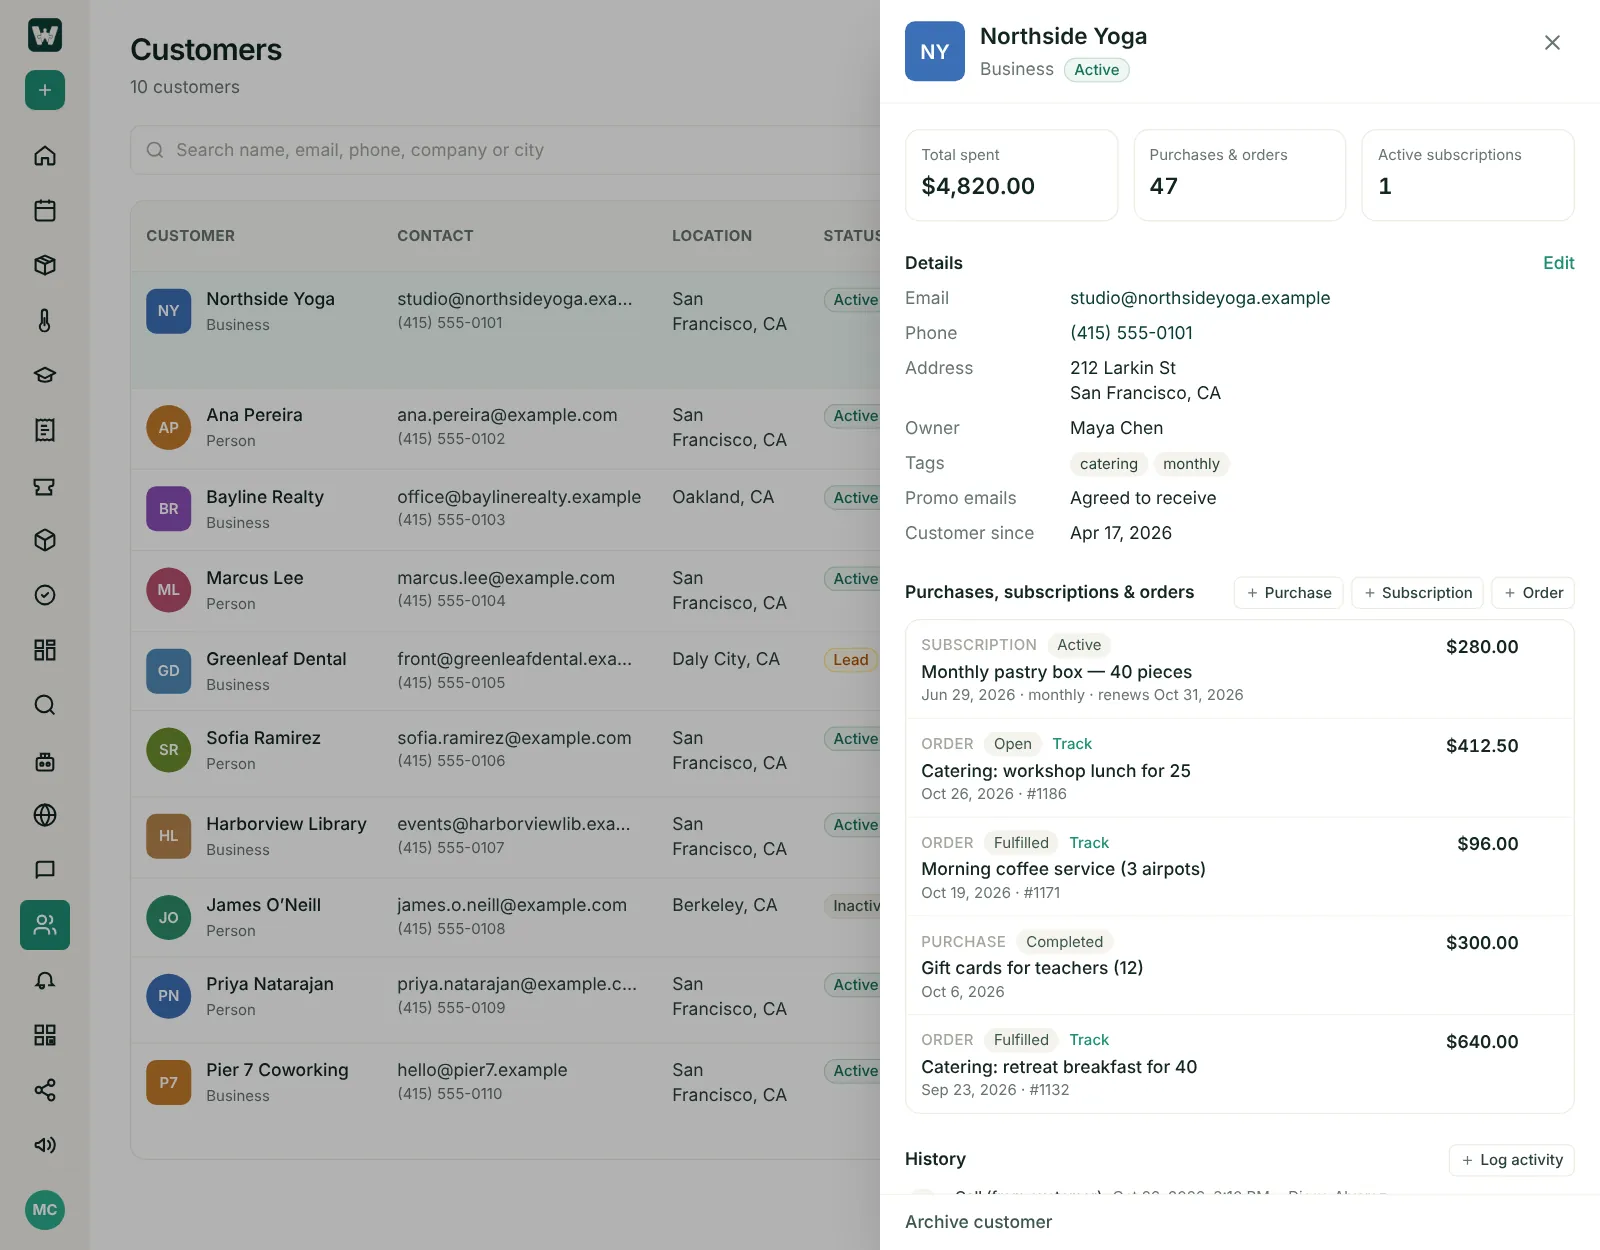 W
+
MC
Customers
10 customers
Search name, email, phone, company or city
CUSTOMER CONTACT LOCATION STATUS
NY Northside Yoga studio@northsideyoga.exa... San Active
Business (415) 555-0101 Francisco, CA
AP Ana Pereira ana.pereira@example.com San Active
Person (415) 555-0102 Francisco, CA
BR Bayline Realty office@baylinerealty.example Oakland, CA Active
Business (415) 555-0103
ML Marcus Lee marcus.lee@example.com San Active
Person (415) 555-0104 Francisco, CA
GD Greenleaf Dental front@greenleafdental.exa... Daly City, CA Lead
Business (415) 555-0105
SR Sofia Ramirez sofia.ramirez@example.com San Active
Person (415) 555-0106 Francisco, CA
HL Harborview Library events@harborviewlib.exa... San Active
Business (415) 555-0107 Francisco, CA
JO James O’Neill james.o.neill@example.com Berkeley, CA Inactiv
Person (415) 555-0108
PN Priya Natarajan priya.natarajan@example.c... San Active
Person (415) 555-0109 Francisco, CA
P7 Pier 7 Coworking hello@pier7.example San Active
Business (415) 555-0110 Francisco, CA
NY Northside Yoga
Business Active
Total spent Purchases & orders Active subscriptions
$4,820.00 47 1
Details Edit
Email studio@northsideyoga.example
Phone (415) 555-0101
Address 212 Larkin St
San Francisco, CA
Owner Maya Chen
Tags catering monthly
Promo emails Agreed to receive
Customer since Apr 17, 2026
Purchases, subscriptions & orders + Purchase + Subscription + Order
SUBSCRIPTION Active $280.00
Monthly pastry box — 40 pieces
Jun 29, 2026 · monthly · renews Oct 31, 2026
ORDER Open Track $412.50
Catering: workshop lunch for 25
Oct 26, 2026 · #1186
ORDER Fulfilled Track $96.00
Morning coffee service (3 airpots)
Oct 19, 2026 · #1171
PURCHASE Completed $300.00
Gift cards for teachers (12)
Oct 6, 2026
ORDER Fulfilled Track $640.00
Catering: retreat breakfast for 40
Sep 23, 2026 · #1132
History + Log activity
Archive customer